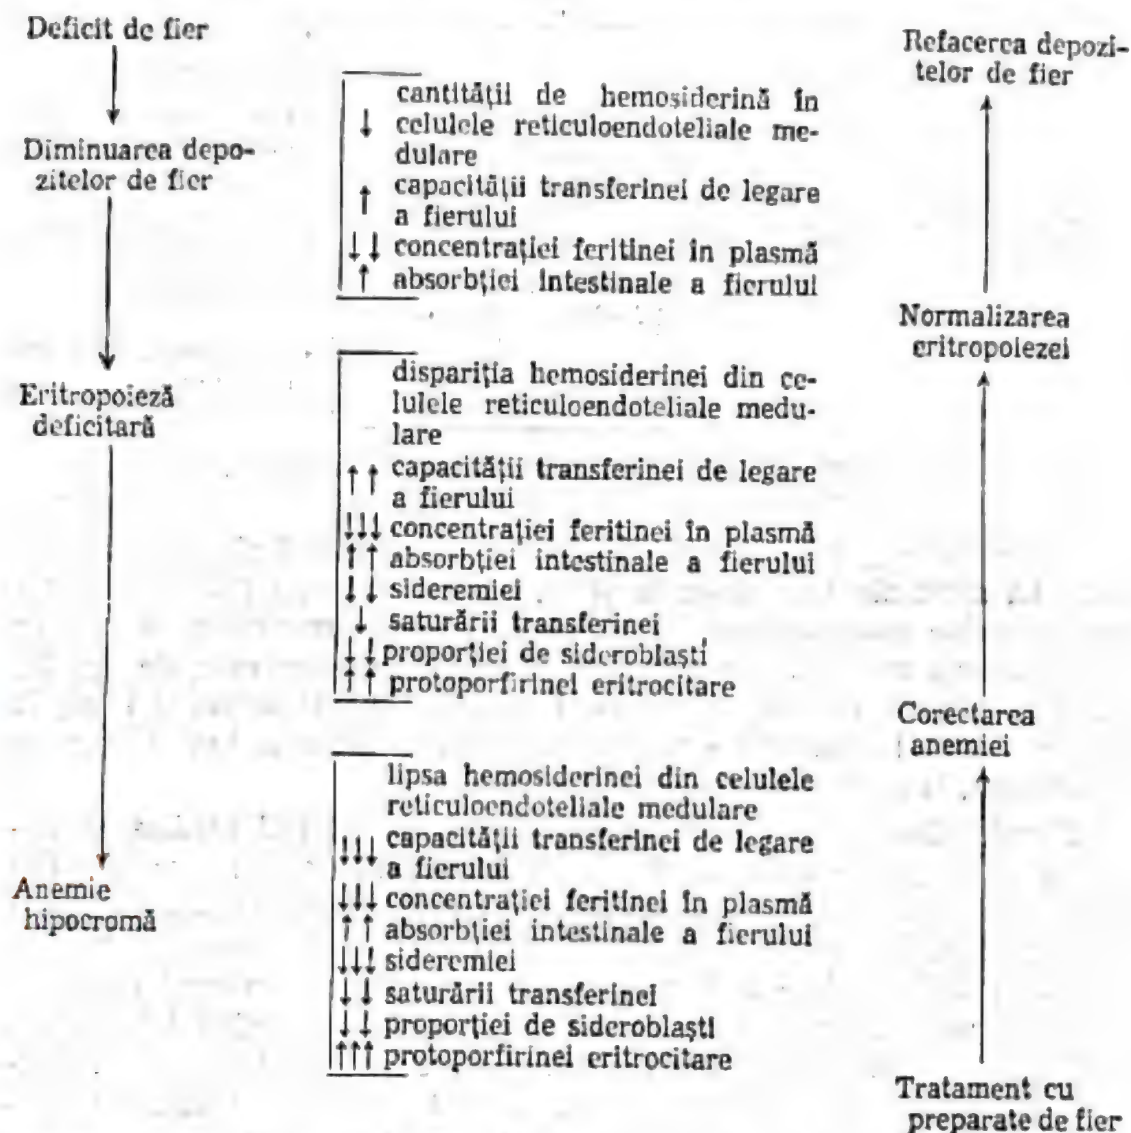 Deficit de fier
Diminuarea depo-
zitelor de fier
Eritropoieză
deficitară
Anemie
hipocromă
cantității de hemosiderină în
↓ celulele reticuloendoteliale me-
dulare
↑ capacității transferinei de legare
a fierului
↓↓ concentrației feritinei în plasmă
↑ absorbției intestinale a fierului
dispariția hemosiderinei din ce-
lulele reticuloendoteliale medu-
lare
↑↑ capacității transferinei de legare
a fierului
↓↓↓ concentrației feritinei în plasmă
↑↑ absorbției intestinale a fierului
↓↓ sideremiei
↓ saturării transferinei
↓↓ proporției de sideroblaști
↑↑ protoporfirinei eritrocitare
lipsa hemosiderinei din celulele
reticuloendoteliale medulare
↓↓↓ capacității transferinei de legare
a fierului
↓↓↓ concentrației feritinei în plasmă
↑↑ absorbției intestinale a fierului
↓↓↓ sideremiei
↓↓ saturării transferinei
↓↓ proporției de sideroblaști
↑↑↑ protoporfirinei eritrocitare
Refacerea depozi-
telor de fier
Normalizarea
eritropoiezei
Corectarea
anemiei
Tratament cu
preparate de fier